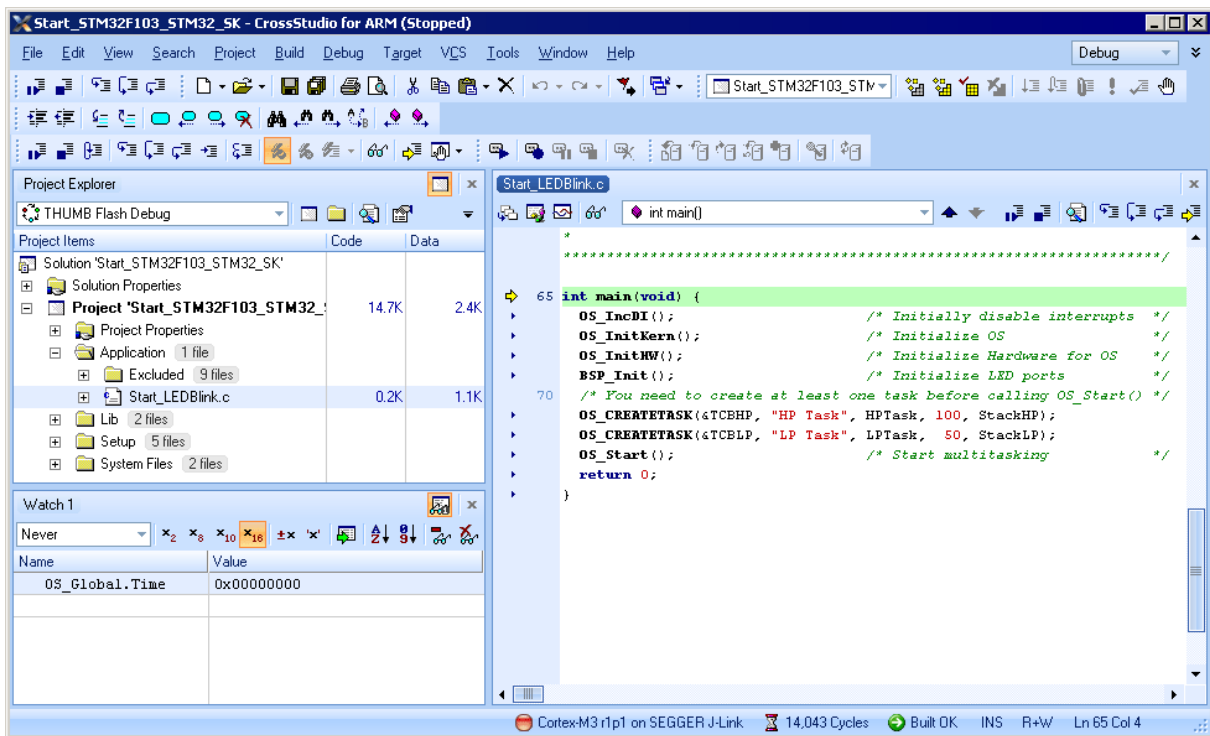 Start_STM32F103_STM32_SK - CrossStudio for ARM (Stopped)
File Edit View Search Project Build Debug Target VCS Tools Window Help
Debug
Start_STM32F103_STM
Project Explorer
THUMB Flash Debug
Project Items Code Data
Solution 'Start_STM32F103_STM32_SK'
Solution Properties
Project 'Start_STM32F103_STM32_ 14.7K 2.4K
Project Properties
Application 1 file
Excluded 9 files
Start_LEDBlink.c 0.2K 1.1K
Lib 2 files
Setup 5 files
System Files 2 files
Watch 1
Never x2 x8 x10 x16 ±x 'x'
Name Value
OS_Global.Time 0x00000000
Start_LEDBlink.c
int main()
*
*********************************************************************/
65 int main(void) {
OS_IncDI(); /* Initially disable interrupts */
OS_InitKern(); /* Initialize OS */
OS_InitHW(); /* Initialize Hardware for OS */
BSP_Init(); /* Initialize LED ports */
70 /* You need to create at least one task before calling OS_Start() */
OS_CREATETASK(&TCBHP, "HP Task", HPTask, 100, StackHP);
OS_CREATETASK(&TCBLP, "LP Task", LPTask, 50, StackLP);
OS_Start(); /* Start multitasking */
return 0;
}
Cortex-M3 r1p1 on SEGGER J-Link 14,043 Cycles Built OK INS R+W Ln 65 Col 4